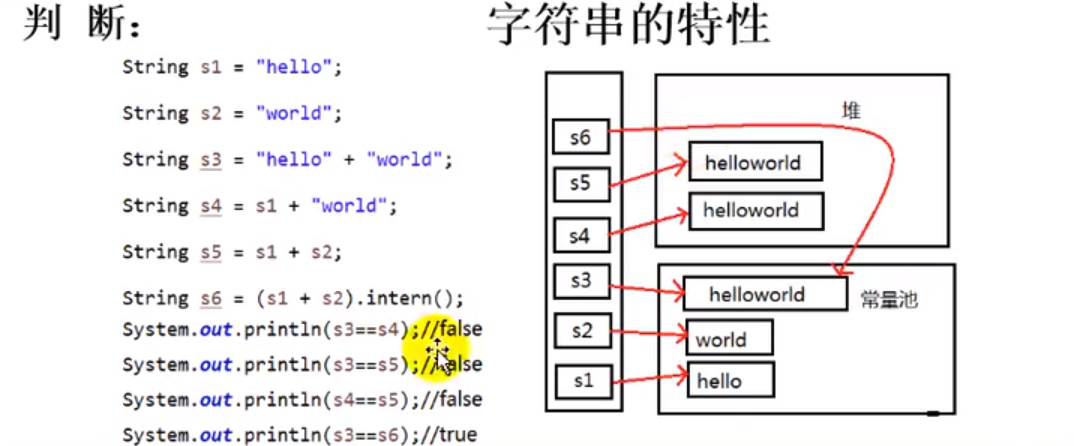 判 断：
String s1 = "hello";
String s2 = "world";
String s3 = "hello" + "world";
String s4 = s1 + "world";
String s5 = s1 + s2;
String s6 = (s1 + s2).intern();
System.out.println(s3==s4);//false
System.out.println(s3==s5);//false
System.out.println(s4==s5);//false
System.out.println(s3==s6);//true
字符串的特性
堆
s6
s5
helloworld
s4
helloworld
s3
helloworld
常量池
s2
world
s1
hello